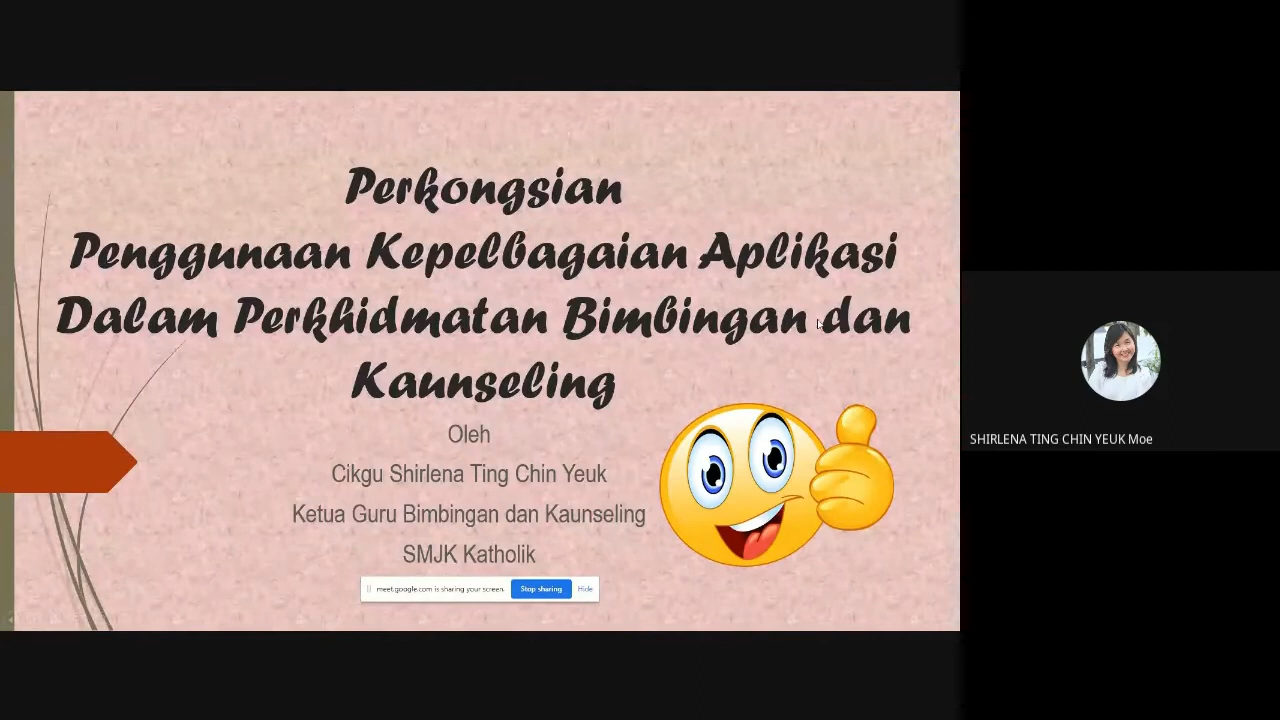 Perkongsian
Penggunaan Kepelbagaian Aplikasi
Dalam Perkhidmatan Bimbingan dan
Kaunseling
Oleh
Cikgu Shirlena Ting Chin Yeuk
Ketua Guru Bimbingan dan Kaunseling
SMJK Katholik
meet.google.com is sharing your screen. Stop sharing Hide
SHIRLENA TING CHIN YEUK Moe